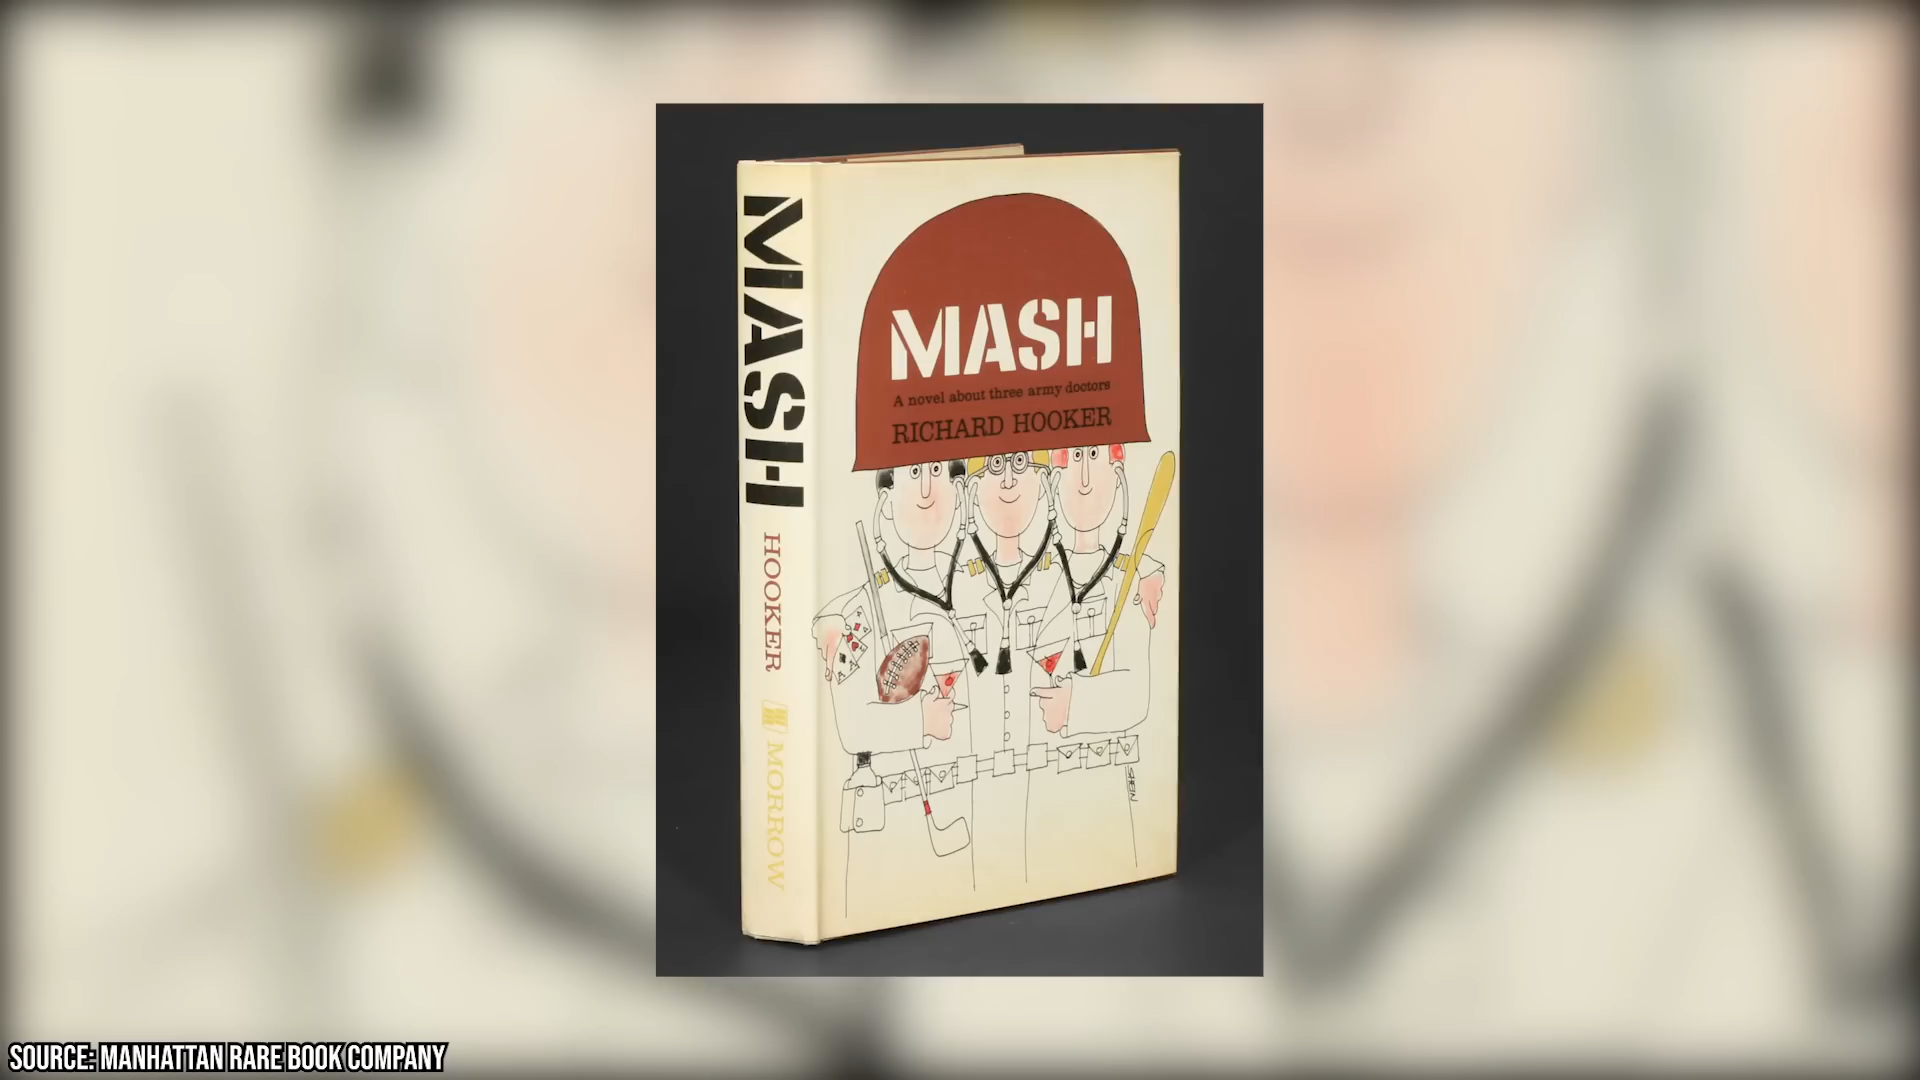 MASH
HOOKER
MORROW
MASH
A novel about three army doctors
RICHARD HOOKER
SOURCE: MANHATTAN RARE BOOK COMPANY